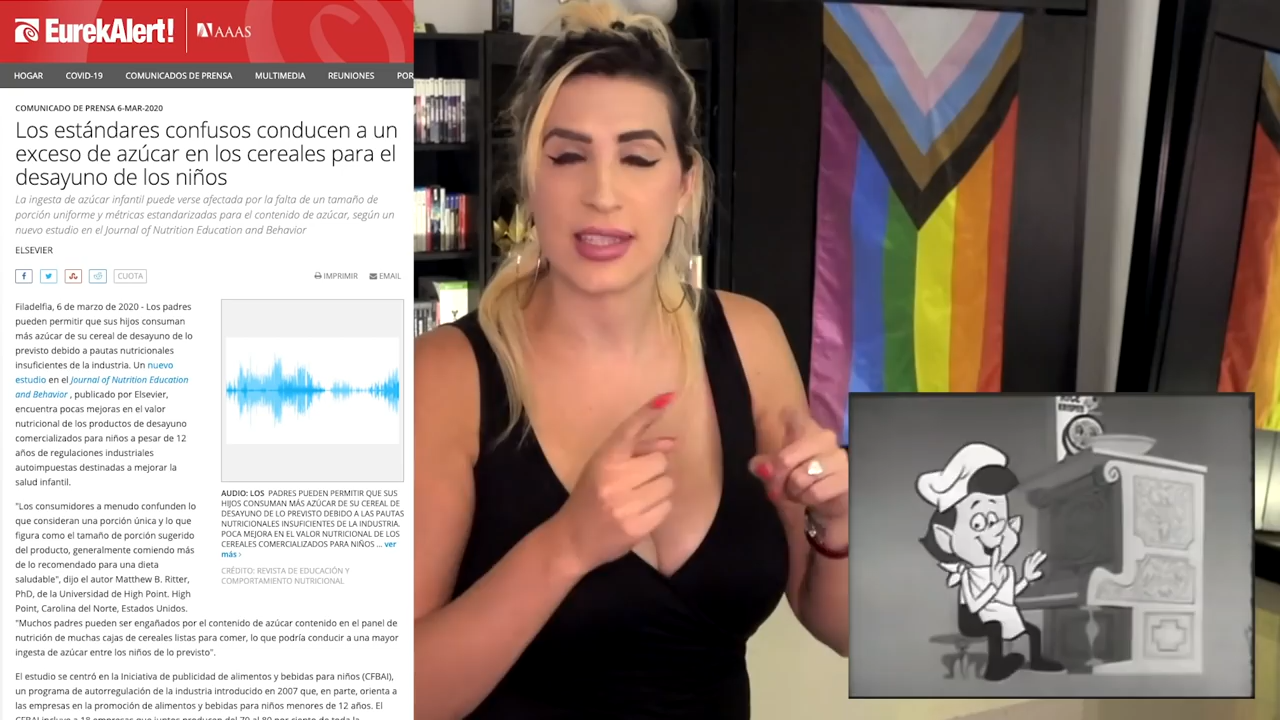 EurekAlert! AAAS
HOGAR COVID-19 COMUNICADOS DE PRENSA MULTIMEDIA REUNIONES POR
COMUNICADO DE PRENSA 6-MAR-2020
Los estándares confusos conducen a un
exceso de azúcar en los cereales para el
desayuno de los niños
La ingesta de azúcar infantil puede verse afectada por la falta de un tamaño de
porción uniforme y métricas estandarizadas para el contenido de azúcar, según un
nuevo estudio en el Journal of Nutrition Education and Behavior
ELSEVIER
CUOTA IMPRIMIR EMAIL
Filadelfia, 6 de marzo de 2020 - Los padres
pueden permitir que sus hijos consuman
más azúcar de su cereal de desayuno de lo
previsto debido a pautas nutricionales
insuficientes de la industria. Un nuevo
estudio en el Journal of Nutrition Education
and Behavior , publicado por Elsevier,
encuentra pocas mejoras en el valor
nutricional de los productos de desayuno
comercializados para niños a pesar de 12
años de regulaciones industriales
autoimpuestas destinadas a mejorar la
salud infantil.
AUDIO: LOS PADRES PUEDEN PERMITIR QUE SUS
HIJOS CONSUMAN MÁS AZÚCAR DE SU CEREAL DE
DESAYUNO DE LO PREVISTO DEBIDO A LAS PAUTAS
NUTRICIONALES INSUFICIENTES DE LA INDUSTRIA.
POCA MEJORA EN EL VALOR NUTRICIONAL DE LOS
CEREALES COMERCIALIZADOS PARA NIÑOS ... ver
más ›
CRÉDITO: REVISTA DE EDUCACIÓN Y
COMPORTAMIENTO NUTRICIONAL
"Los consumidores a menudo confunden lo
que consideran una porción única y lo que
figura como el tamaño de porción sugerido
del producto, generalmente comiendo más
de lo recomendado para una dieta
saludable", dijo el autor Matthew B. Ritter,
PhD, de la Universidad de High Point. High
Point, Carolina del Norte, Estados Unidos.
"Muchos padres pueden ser engañados por el contenido de azúcar contenido en el panel de
nutrición de muchas cajas de cereales listas para comer, lo que podría conducir a una mayor
ingesta de azúcar entre los niños de lo previsto".
El estudio se centró en la Iniciativa de publicidad de alimentos y bebidas para niños (CFBAI),
un programa de autorregulación de la industria introducido en 2007 que, en parte, orienta a
las empresas en la promoción de alimentos y bebidas para niños menores de 12 años. El
CFBAI incluye a 18 empresas que juntos producen del 70 al 80 por ciento de toda la